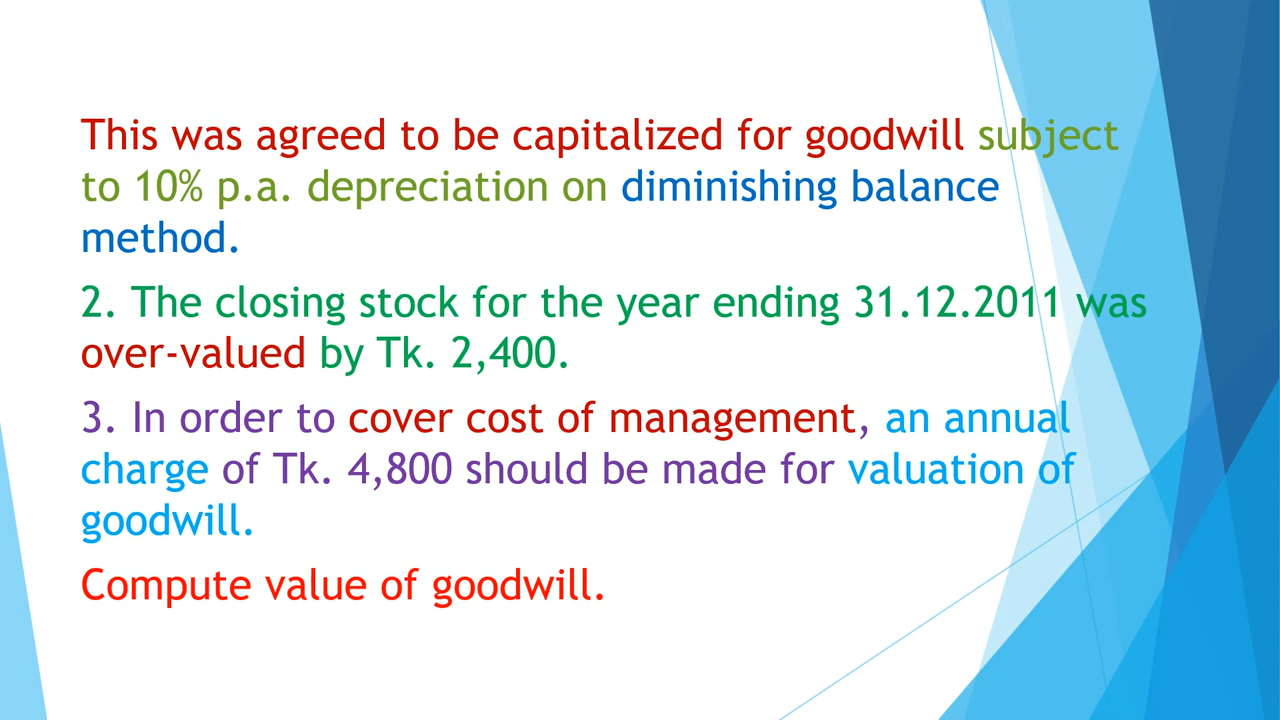 This was agreed to be capitalized for goodwill subject
to 10% p.a. depreciation on diminishing balance
method.
2. The closing stock for the year ending 31.12.2011 was
over-valued by Tk. 2,400.
3. In order to cover cost of management, an annual
charge of Tk. 4,800 should be made for valuation of
goodwill.
Compute value of goodwill.